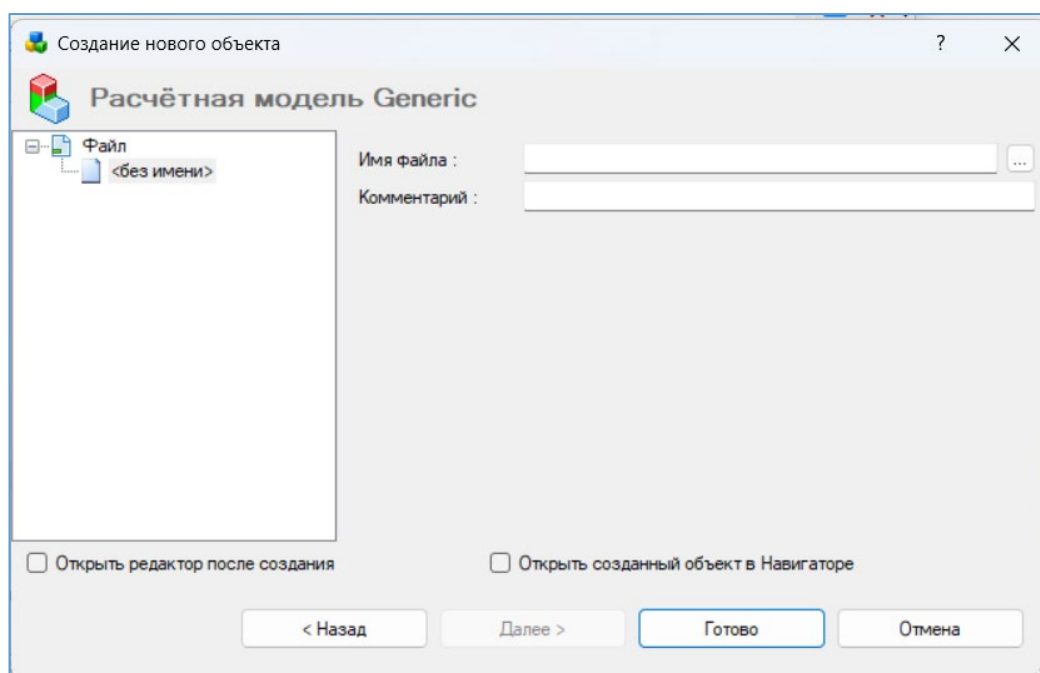 Создание нового объекта
?
Расчётная модель Generic
Файл
<без имени>
Имя файла :
...
Комментарий :
Открыть редактор после создания
Открыть созданный объект в Навигаторе
< Назад
Далее >
Готово
Отмена